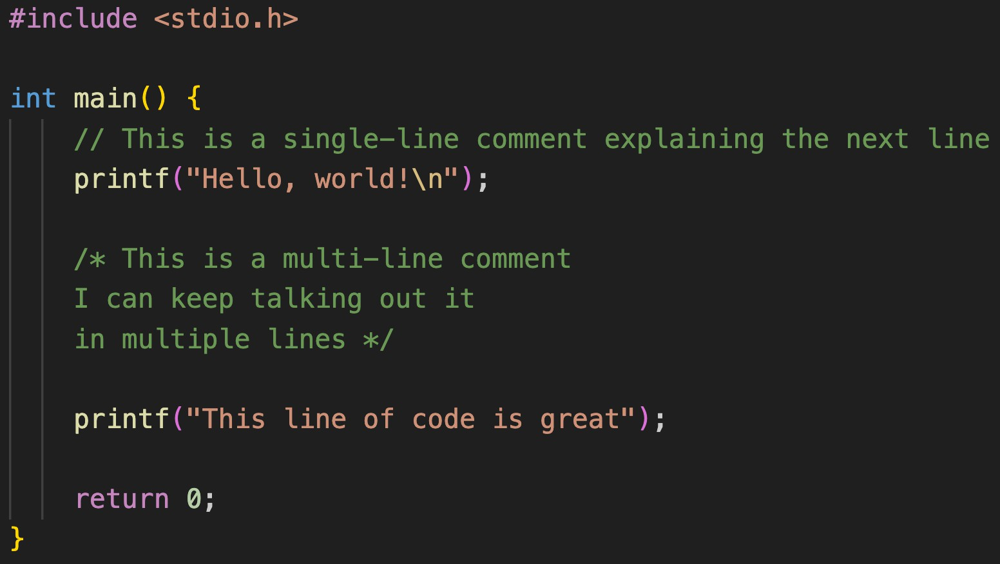 #include <stdio.h>
int main() {
// This is a single-line comment explaining the next line
printf("Hello, world!\n");
/* This is a multi-line comment
I can keep talking out it
in multiple lines */
printf("This line of code is great");
return 0;
}